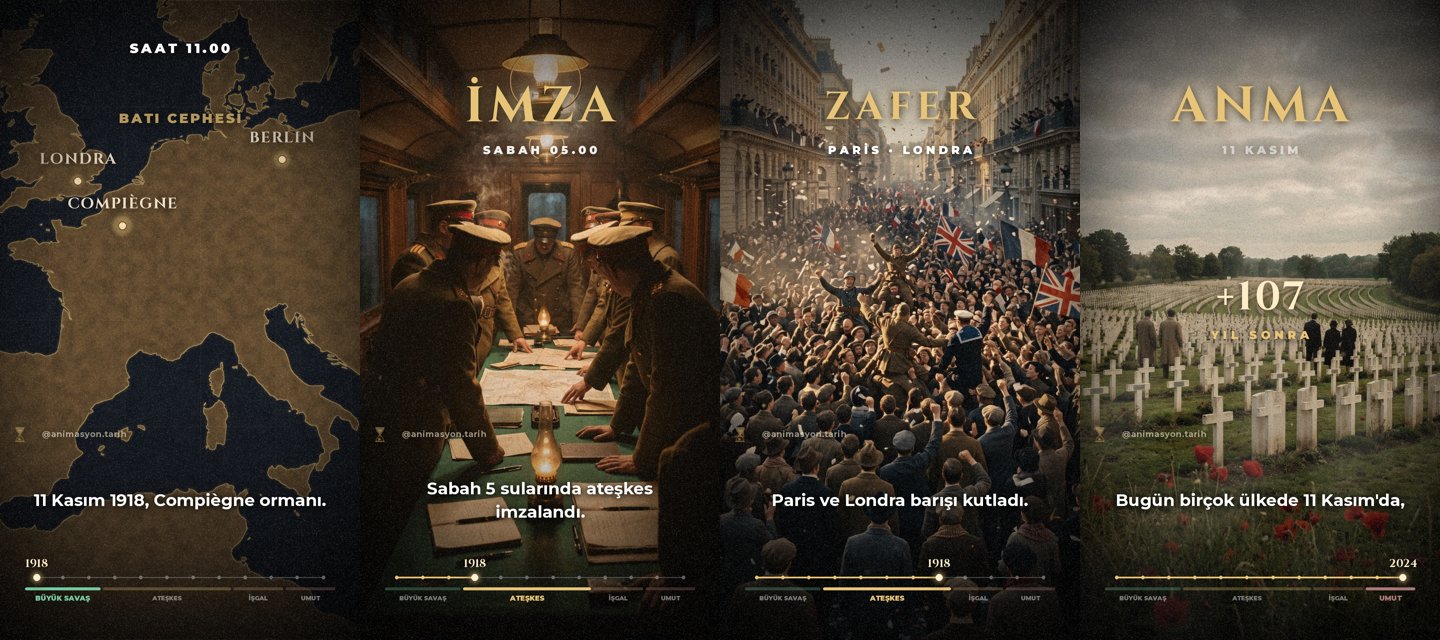 SAAT 11.00
BATI CEPHESİ
BERLIN
LONDRA
COMPIÈGNE
@animasyon.tarih
11 Kasım 1918, Compiègne ormanı.
1918
BÜYÜK SAVAŞ
ATEŞKES
İŞGAL
UMUT
İMZA
SABAH 05.00
@animasyon.tarih
Sabah 5 sularında ateşkes
imzalandı.
1918
BÜYÜK SAVAŞ
ATEŞKES
İŞGAL
UMUT
ZAFER
PARİS · LONDRA
@animasyon.tarih
Paris ve Londra barışı kutladı.
1918
BÜYÜK SAVAŞ
ATEŞKES
İŞGAL
UMUT
ANMA
11 KASIM
+107
YIL SONRA
@animasyon.tarih
Bugün birçok ülkede 11 Kasım'da,
2024
BÜYÜK SAVAŞ
ATEŞKES
İŞGAL
UMUT